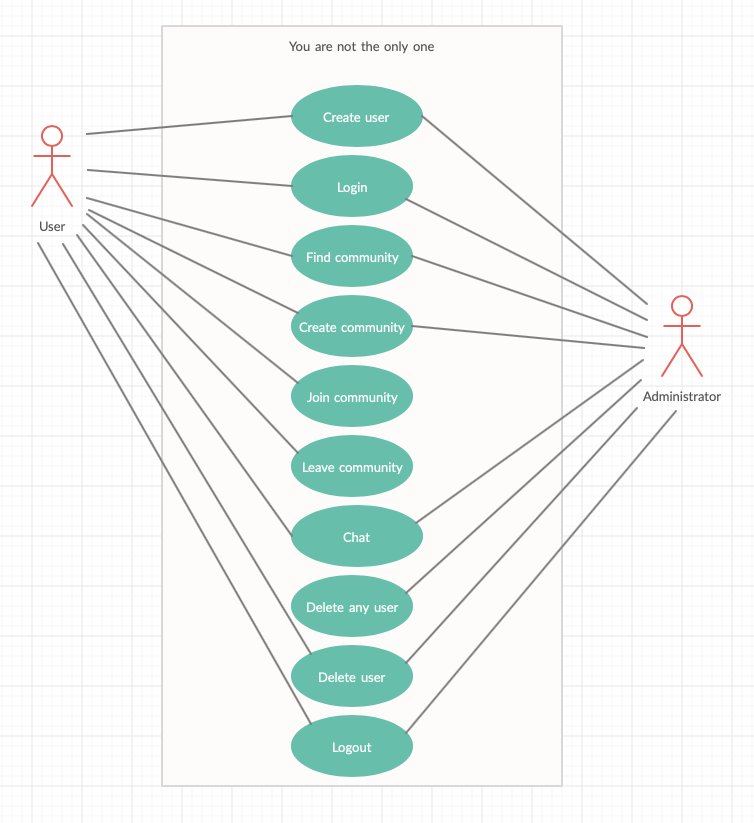 You are not the only one
Create user
Login
Find community
User
Create community
Join community
Administrator
Leave community
Chat
Delete any user
Delete user
Logout